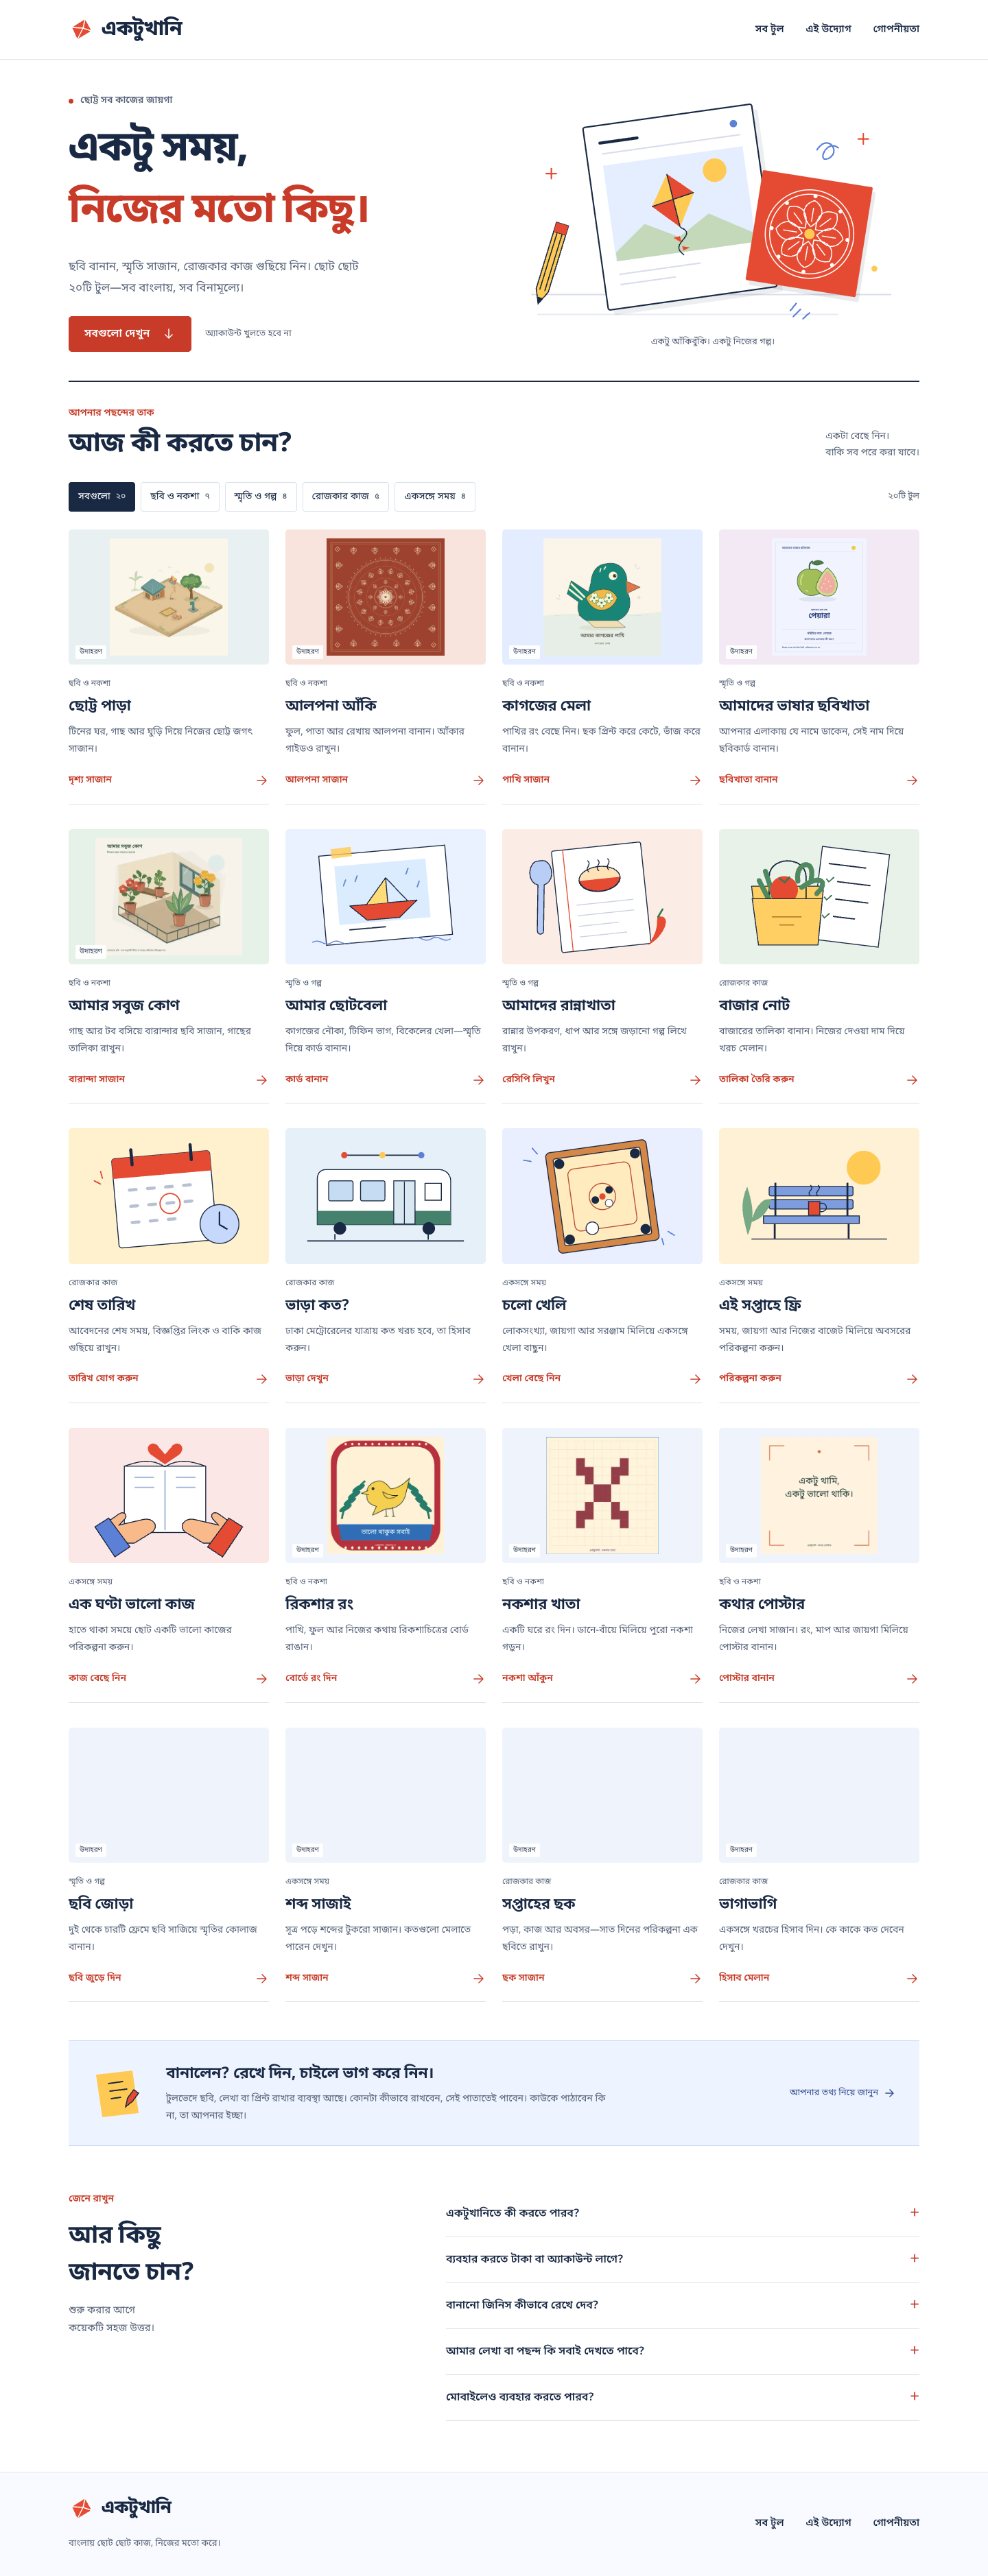 একটুখানি
সব টুল
এই উদ্যোগ
গোপনীয়তা
ছোট্ট সব কাজের জায়গা
একটু সময়,
নিজের মতো কিছু।
ছবি বানান, স্মৃতি সাজান, রোজকার কাজ গুছিয়ে নিন। ছোট ছোট
২০টি টুল—সব বাংলায়, সব বিনামূল্যে।
সবগুলো দেখুন
অ্যাকাউন্ট খুলতে হবে না
একটু আঁকিবুঁকি। একটু নিজের গল্প।
আপনার পছন্দের তাক
আজ কী করতে চান?
একটা বেছে নিন।
বাকি সব পরে করা যাবে।
সবগুলো ২০
ছবি ও নকশা ৭
স্মৃতি ও গল্প ৪
রোজকার কাজ ৫
একসঙ্গে সময় ৪
২০টি টুল
উদাহরণ
ছবি ও নকশা
ছোট্ট পাড়া
টিনের ঘর, গাছ আর ঘুড়ি দিয়ে নিজের ছোট্ট জগৎ
সাজান।
দৃশ্য সাজান
উদাহরণ
ছবি ও নকশা
আলপনা আঁকি
ফুল, পাতা আর রেখায় আলপনা বানান। আঁকার
গাইডও রাখুন।
আলপনা সাজান
আমার কাগজের পাখি
উদাহরণ
ছবি ও নকশা
কাগজের মেলা
পাখির রং বেছে নিন। ছক প্রিন্ট করে কেটে, ভাঁজ করে
বানান।
পাখি সাজান
পেয়ারা
উদাহরণ
স্মৃতি ও গল্প
আমাদের ভাষার ছবিখাতা
আপনার এলাকায় যে নামে ডাকেন, সেই নাম দিয়ে
ছবিকার্ড বানান।
ছবিখাতা বানান
আমার সবুজ কোণ
উদাহরণ
ছবি ও নকশা
আমার সবুজ কোণ
গাছ আর টব বসিয়ে বারান্দার ছবি সাজান, গাছের
তালিকা রাখুন।
বারান্দা সাজান
স্মৃতি ও গল্প
আমার ছোটবেলা
কাগজের নৌকা, টিফিন ভাগ, বিকেলের খেলা—স্মৃতি
দিয়ে কার্ড বানান।
কার্ড বানান
স্মৃতি ও গল্প
আমাদের রান্নাখাতা
রান্নার উপকরণ, ধাপ আর সঙ্গে জড়ানো গল্প লিখে
রাখুন।
রেসিপি লিখুন
রোজকার কাজ
বাজার নোট
বাজারের তালিকা বানান। নিজের দেওয়া দাম দিয়ে
খরচ মেলান।
তালিকা তৈরি করুন
রোজকার কাজ
শেষ তারিখ
আবেদনের শেষ সময়, বিজ্ঞপ্তির লিংক ও বাকি কাজ
গুছিয়ে রাখুন।
তারিখ যোগ করুন
রোজকার কাজ
ভাড়া কত?
ঢাকা মেট্রোরেলের যাত্রায় কত খরচ হবে, তা হিসাব
করুন।
ভাড়া দেখুন
একসঙ্গে সময়
চলো খেলি
লোকসংখ্যা, জায়গা আর সরঞ্জাম মিলিয়ে একসঙ্গে
খেলা বাছুন।
খেলা বেছে নিন
একসঙ্গে সময়
এই সপ্তাহে ফ্রি
সময়, জায়গা আর নিজের বাজেট মিলিয়ে অবসরের
পরিকল্পনা করুন।
পরিকল্পনা করুন
একসঙ্গে সময়
এক ঘণ্টা ভালো কাজ
হাতে থাকা সময়ে ছোট একটি ভালো কাজের
পরিকল্পনা করুন।
কাজ বেছে নিন
ভালো থাকুক সবাই
উদাহরণ
ছবি ও নকশা
রিকশার রং
পাখি, ফুল আর নিজের কথায় রিকশাচিত্রের বোর্ড
রাঙান।
বোর্ডে রং দিন
উদাহরণ
ছবি ও নকশা
নকশার খাতা
একটি ঘরে রং দিন। ডানে-বাঁয়ে মিলিয়ে পুরো নকশা
গড়ুন।
নকশা আঁকুন
একটু থামি,
একটু ভালো থাকি।
উদাহরণ
ছবি ও নকশা
কথার পোস্টার
নিজের লেখা সাজান। রং, মাপ আর জায়গা মিলিয়ে
পোস্টার বানান।
পোস্টার বানান
উদাহরণ
স্মৃতি ও গল্প
ছবি জোড়া
দুই থেকে চারটি ফ্রেমে ছবি সাজিয়ে স্মৃতির কোলাজ
বানান।
ছবি জুড়ে দিন
উদাহরণ
একসঙ্গে সময়
শব্দ সাজাই
সূত্র পড়ে শব্দের টুকরো সাজান। কতগুলো মেলাতে
পারেন দেখুন।
শব্দ সাজান
উদাহরণ
রোজকার কাজ
সপ্তাহের ছক
পড়া, কাজ আর অবসর—সাত দিনের পরিকল্পনা এক
ছবিতে রাখুন।
ছক সাজান
উদাহরণ
রোজকার কাজ
ভাগাভাগি
একসঙ্গে খরচের হিসাব দিন। কে কাকে কত দেবেন
দেখুন।
হিসাব মেলান
বানালেন? রেখে দিন, চাইলে ভাগ করে নিন।
টুলভেদে ছবি, লেখা বা প্রিন্ট রাখার ব্যবস্থা আছে। কোনটা কীভাবে রাখবেন, সেই পাতাতেই পাবেন। কাউকে পাঠাবেন কি
না, তা আপনার ইচ্ছা।
আপনার তথ্য নিয়ে জানুন
জেনে রাখুন
আর কিছু
জানতে চান?
শুরু করার আগে
কয়েকটি সহজ উত্তর।
একটুখানিতে কী করতে পারব?
ব্যবহার করতে টাকা বা অ্যাকাউন্ট লাগে?
বানানো জিনিস কীভাবে রেখে দেব?
আমার লেখা বা পছন্দ কি সবাই দেখতে পাবে?
মোবাইলেও ব্যবহার করতে পারব?
একটুখানি
বাংলায় ছোট ছোট কাজ, নিজের মতো করে।
সব টুল
এই উদ্যোগ
গোপনীয়তা